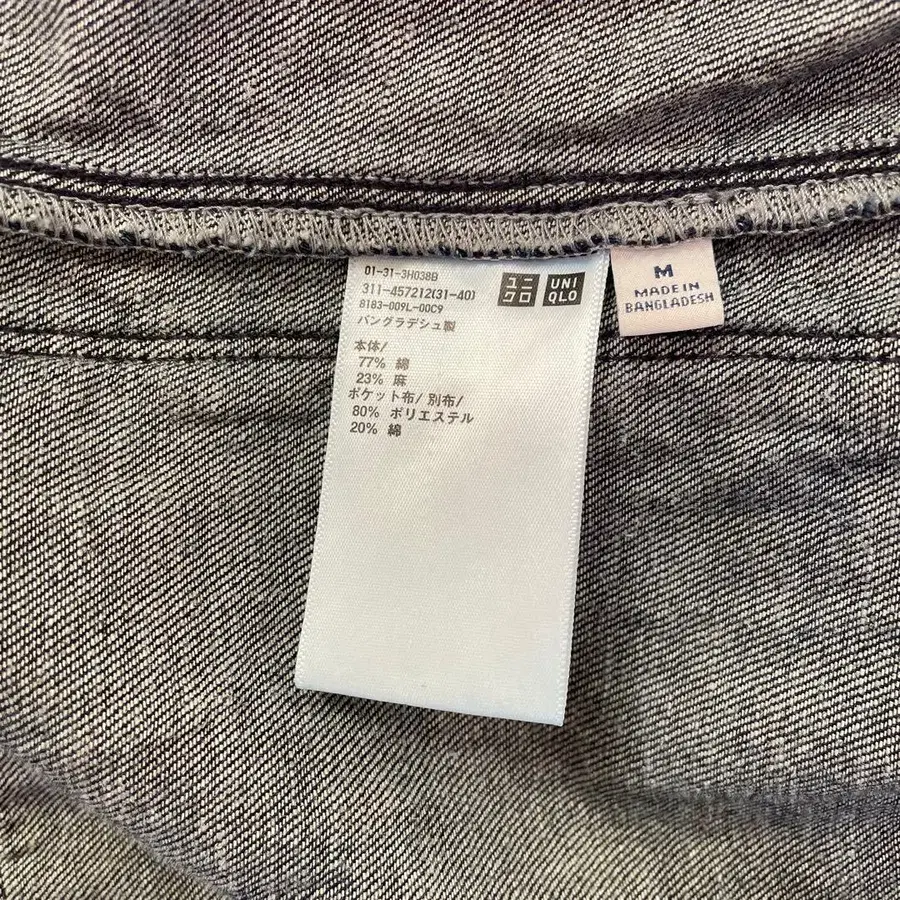 01-31-3H038B
311-457212(31-40)
8183-009L-00C9
バングラデシュ製
本体/
77% 綿
23% 麻
ポケット布/ 別布/
80% ポリエステル
20% 綿
ユニ
クロ
UNI
QLO
M
MADE IN
BANGLADESH